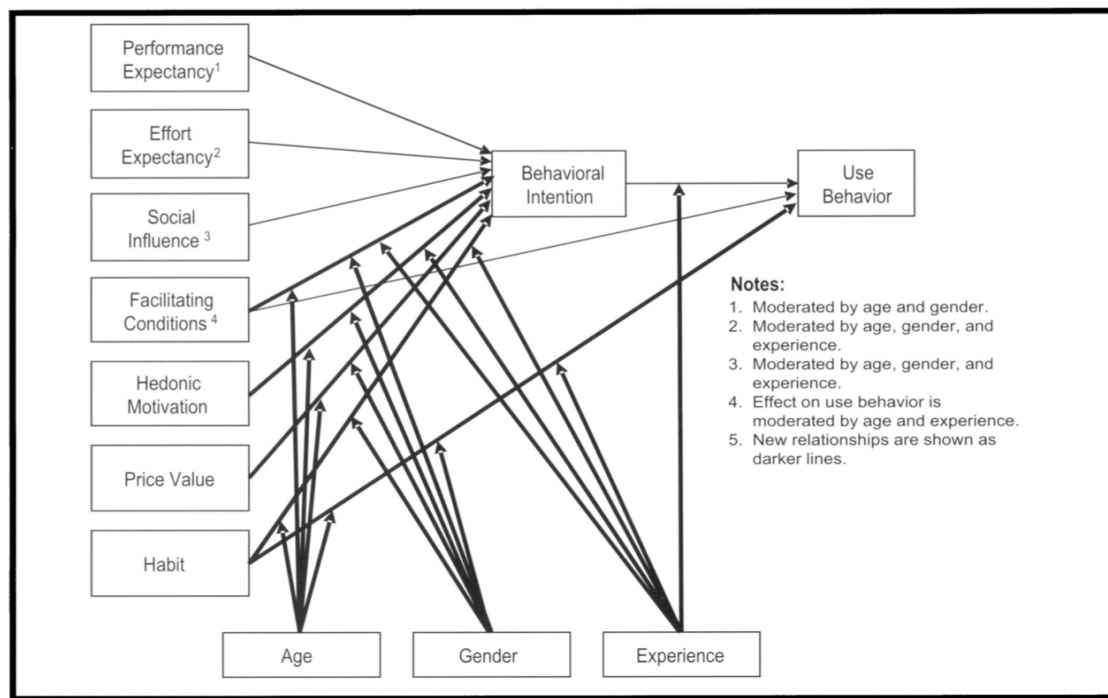 Performance
Expectancy1
Effort
Expectancy2
Social
Influence 3
Facilitating
Conditions 4
Hedonic
Motivation
Price Value
Habit
Behavioral
Intention
Use
Behavior
Notes:
1. Moderated by age and gender.
2. Moderated by age, gender, and
experience.
3. Moderated by age, gender, and
experience.
4. Effect on use behavior is
moderated by age and experience.
5. New relationships are shown as
darker lines.
Age
Gender
Experience